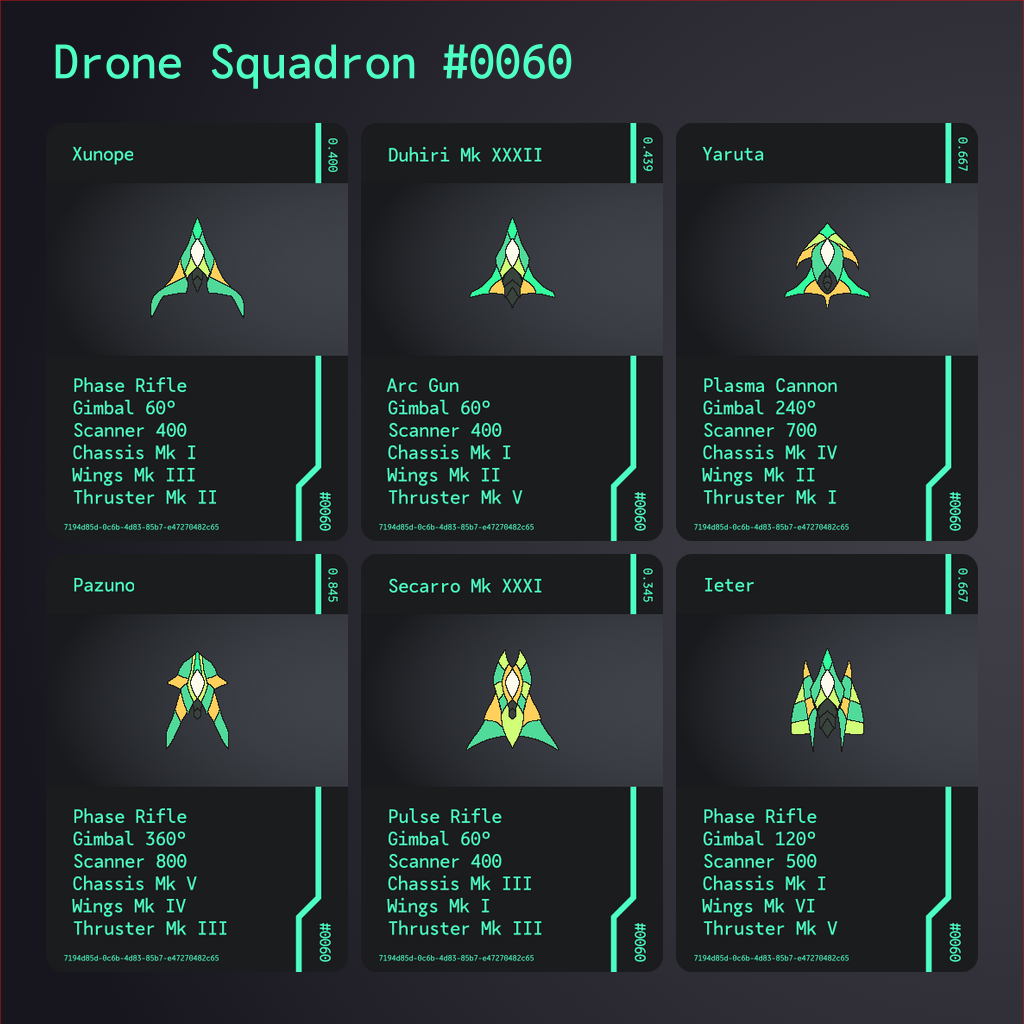 Drone Squadron #0060
Xunope
0.400
Phase Rifle
Gimbal 60º
Scanner 400
Chassis Mk I
Wings Mk III
Thruster Mk II
7194d85d-0c6b-4d83-85b7-e47270482c65
#0060
Duhiri Mk XXXII
0.439
Arc Gun
Gimbal 60º
Scanner 400
Chassis Mk I
Wings Mk II
Thruster Mk V
7194d85d-0c6b-4d83-85b7-e47270482c65
#0060
Yaruta
0.667
Plasma Cannon
Gimbal 240º
Scanner 700
Chassis Mk IV
Wings Mk II
Thruster Mk I
7194d85d-0c6b-4d83-85b7-e47270482c65
#0060
Pazuno
0.845
Phase Rifle
Gimbal 360º
Scanner 800
Chassis Mk V
Wings Mk IV
Thruster Mk III
7194d85d-0c6b-4d83-85b7-e47270482c65
#0060
Secarro Mk XXXI
0.345
Pulse Rifle
Gimbal 60º
Scanner 400
Chassis Mk III
Wings Mk I
Thruster Mk III
7194d85d-0c6b-4d83-85b7-e47270482c65
#0060
Ieter
0.667
Phase Rifle
Gimbal 120º
Scanner 500
Chassis Mk I
Wings Mk VI
Thruster Mk V
7194d85d-0c6b-4d83-85b7-e47270482c65
#0060